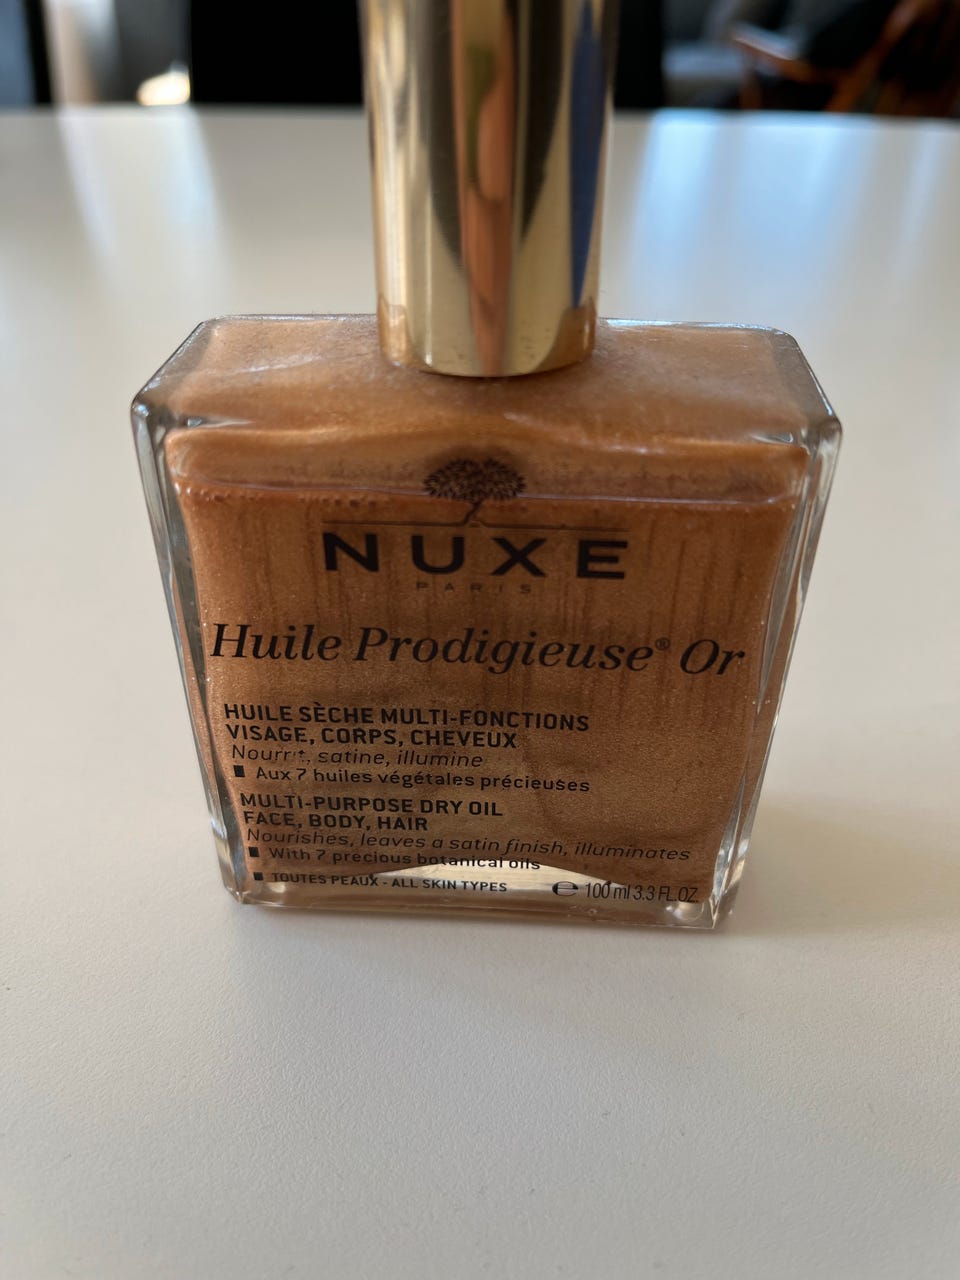 NUXE
PARIS
Huile Prodigieuse® Or
HUILE SÈCHE MULTI-FONCTIONS
VISAGE, CORPS, CHEVEUX
Nourrit, satine, illumine
■ Aux 7 huiles végétales précieuses
MULTI-PURPOSE DRY OIL
FACE, BODY, HAIR
Nourishes, leaves a satin finish, illuminates
■ With 7 precious botanical oils
■ TOUTES PEAUX - ALL SKIN TYPES ℮ 100 ml 3.3 FL.OZ.